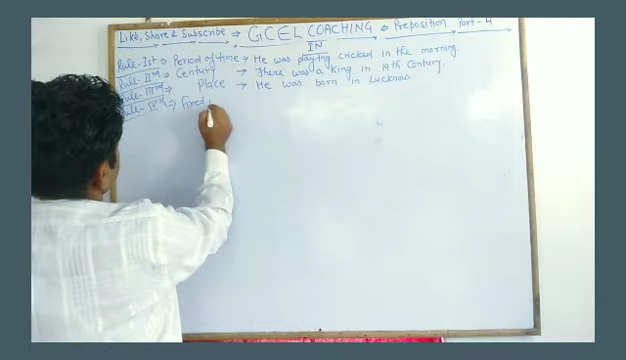 Like, Share & Subscribe → GCEL COACHING ← Preposition Part-4
IN
Rule-Ist → Period of time → He was playing cricked in the morning.
Rule-IInd → Century → There was a king in 19th Century.
Rule-IIIrd → Place → He was born in Lucknow
Rule-IVth → fixed